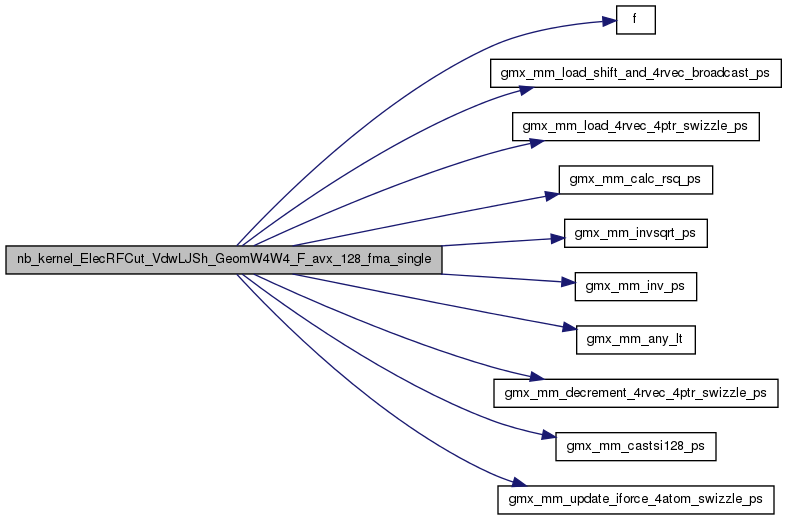 f
gmx_mm_load_shift_and_4rvec_broadcast_ps
gmx_mm_load_4rvec_4ptr_swizzle_ps
gmx_mm_calc_rsq_ps
gmx_mm_invsqrt_ps
nb_kernel_ElecRFCut_VdwLJSh_GeomW4W4_F_avx_128_fma_single
gmx_mm_inv_ps
gmx_mm_any_lt
gmx_mm_decrement_4rvec_4ptr_swizzle_ps
gmx_mm_castsi128_ps
gmx_mm_update_iforce_4atom_swizzle_ps